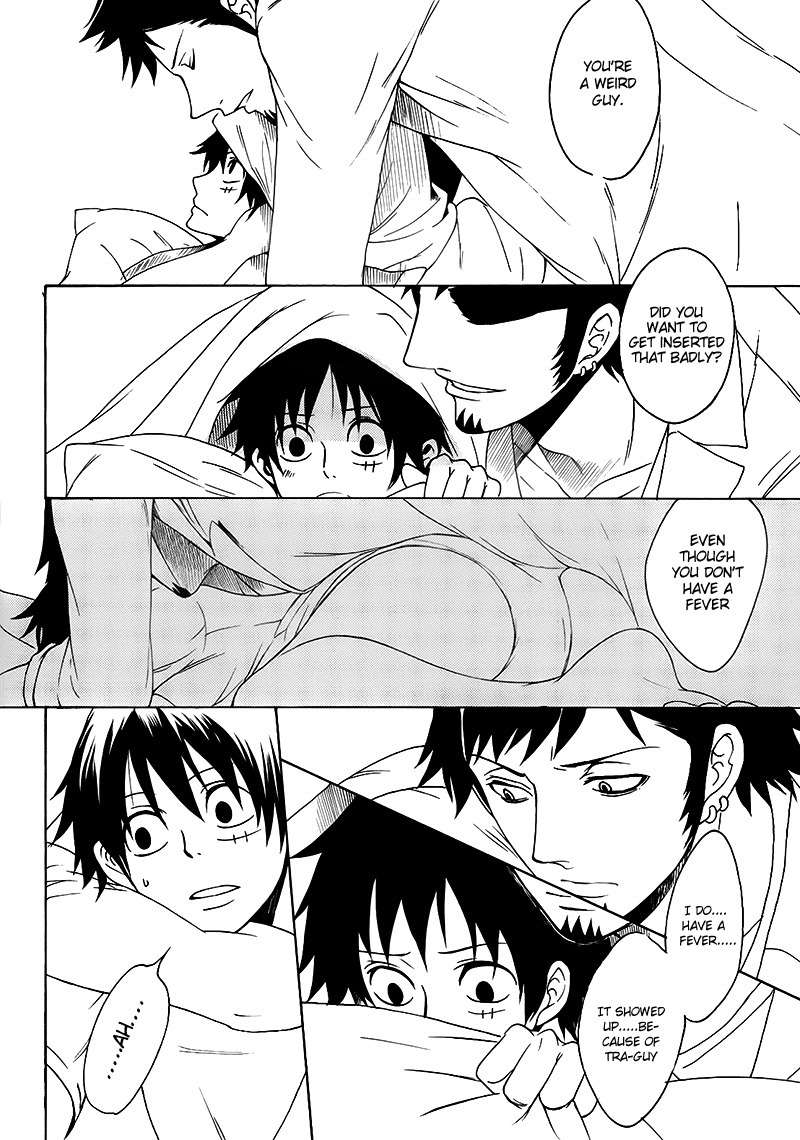 YOU'RE
A WEIRD
GUY.
DID YOU
WANT TO
GET INSERTED
THAT BADLY?
EVEN
THOUGH
YOU DON'T
HAVE A
FEVER
I DO....
HAVE A
FEVER.....
IT SHOWED
UP.....BE-
CAUSE OF
TRA-GUY
......AH.....